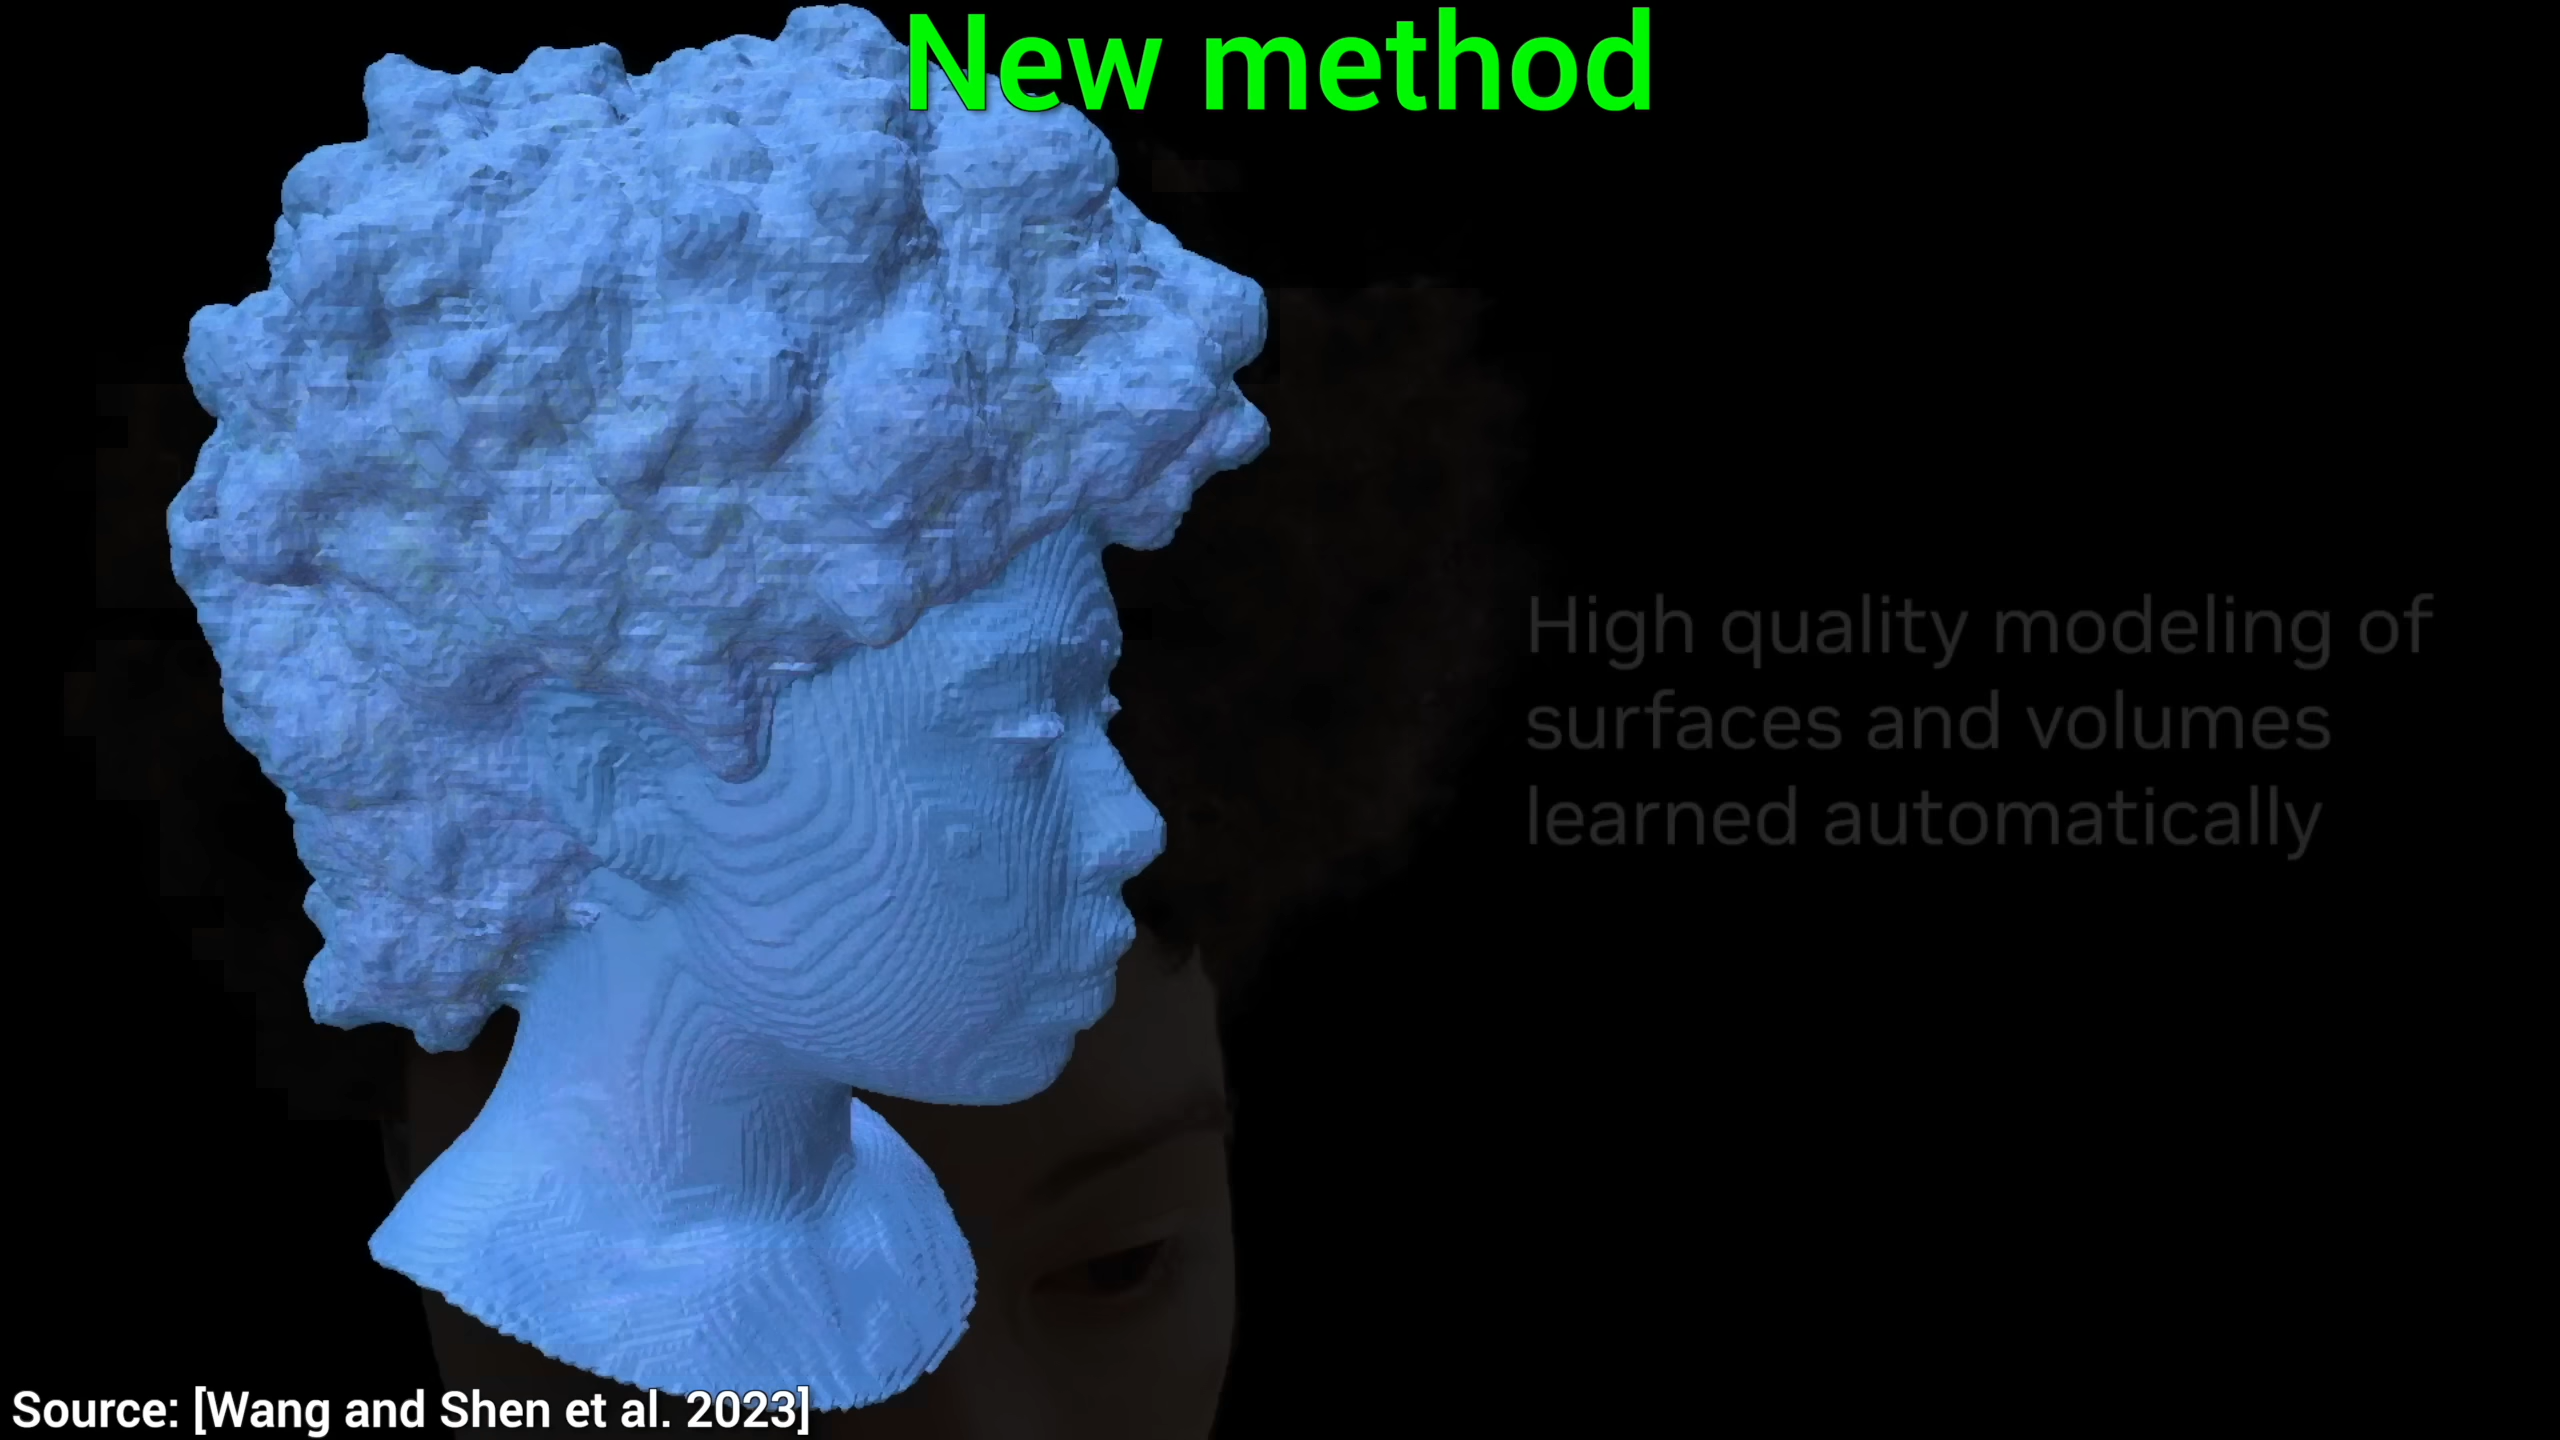 New method
High quality modeling of
surfaces and volumes
learned automatically
Source: [Wang and Shen et al. 2023]